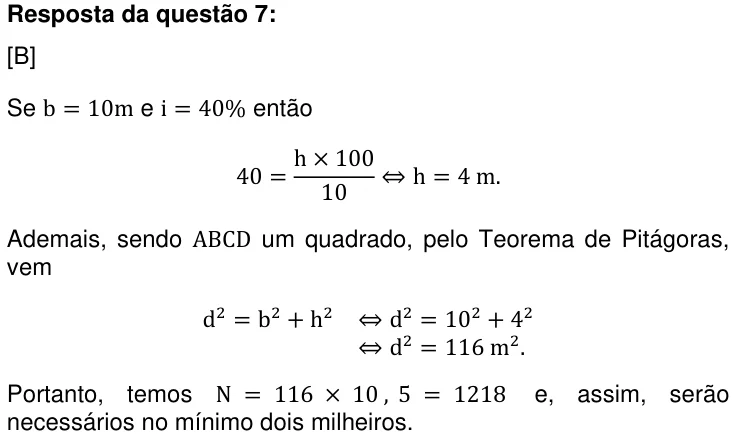 Resposta da questão 7:
[B]
Se b = 10m e i = 40% então
40 = h × 100 / 10 ⇔ h = 4 m.
Ademais, sendo ABCD um quadrado, pelo Teorema de Pitágoras,
vem
d² = b² + h² ⇔ d² = 10² + 4²
⇔ d² = 116 m².
Portanto, temos N = 116 × 10 , 5 = 1218 e, assim, serão
necessários no mínimo dois milheiros.